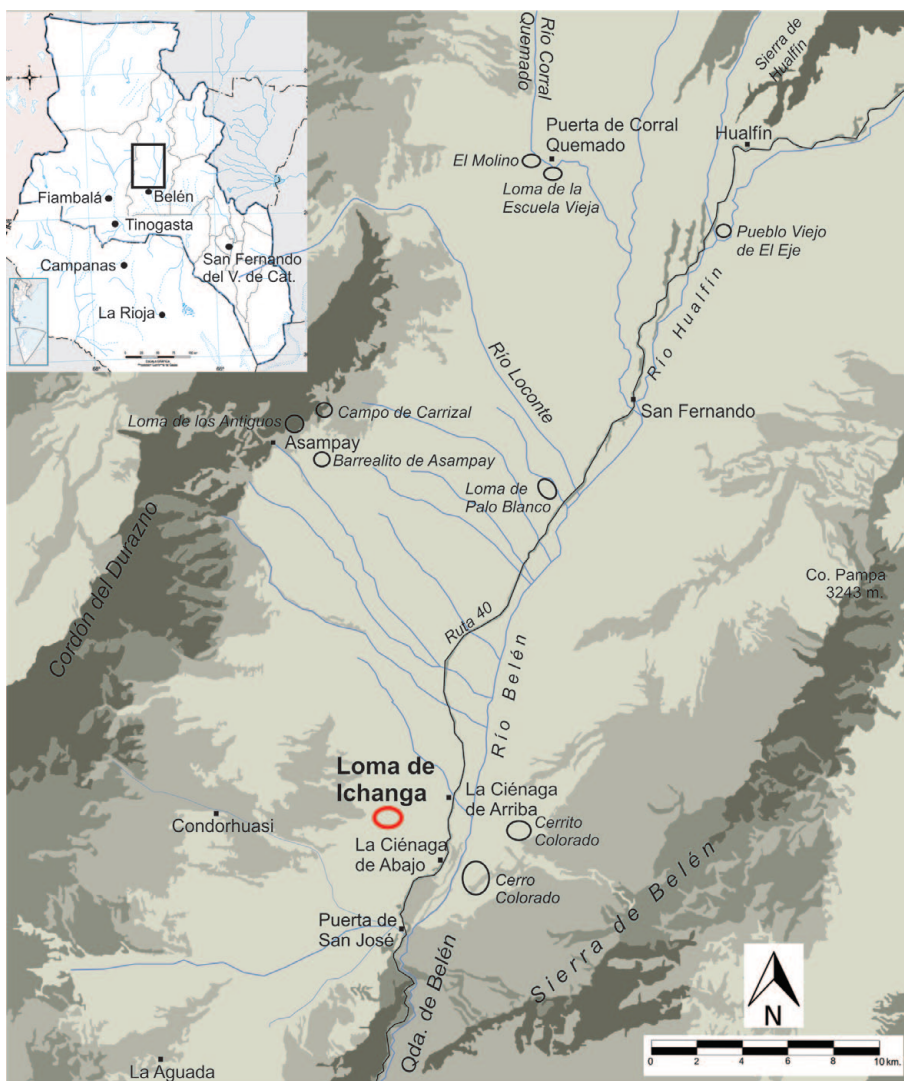 Fiambalá
Belén
Tinogasta
Campanas
San Fernando
del V. de Cat.
La Rioja
Río Corral
Quemado
Sierra de
Hualfín
Puerta de Corral
Quemado
Hualfín
El Molino
Loma de la
Escuela Vieja
Pueblo Viejo
de El Eje
Río Hualfín
Río Loconte
San Fernando
Loma de los Antiguos
Campo de Carrizal
Asampay
Barrealito de Asampay
Loma de
Palo Blanco
Cordón del Durazno
Co. Pampa
3243 m.
Ruta 40
Río Belén
Loma de
Ichanga
La Ciénaga
de Arriba
Condorhuasi
Cerrito
Colorado
La Ciénaga
de Abajo
Cerro
Colorado
Puerta de
San José
Sierra de Belén
Qda. de Belén
La Aguada
N
0 2 4 6 8 10 km.